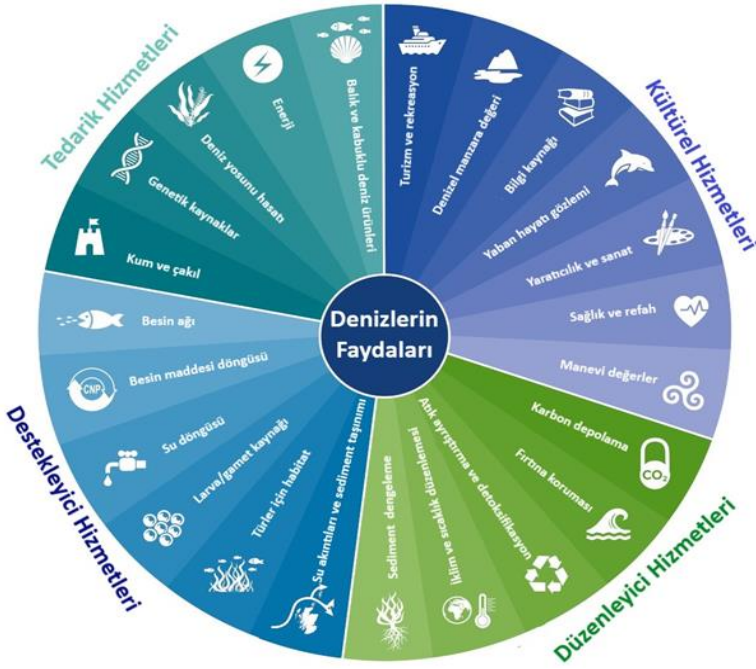 Denizlerin
Faydaları
Tedarik Hizmetleri
Kum ve çakıl
Genetik kaynaklar
Deniz yosunu hasatı
Enerji
Balık ve kabuklu deniz ürünleri
Kültürel Hizmetleri
Turizm ve rekreasyon
Denizel manzara değeri
Bilgi kaynağı
Yaban hayatı gözlemi
Yaratıcılık ve sanat
Sağlık ve refah
Manevi değerler
Düzenleyici Hizmetleri
Karbon depolama
CO₂
Fırtına koruması
Atık ayrıştırma ve detoksifikasyon
İklim ve sıcaklık düzenlemesi
Sediment dengeleme
Destekleyici Hizmetleri
Su akıntıları ve sediment taşınımı
Türler için habitat
Larva/gamet kaynağı
Su döngüsü
Besin maddesi döngüsü
CNP
Besin ağı